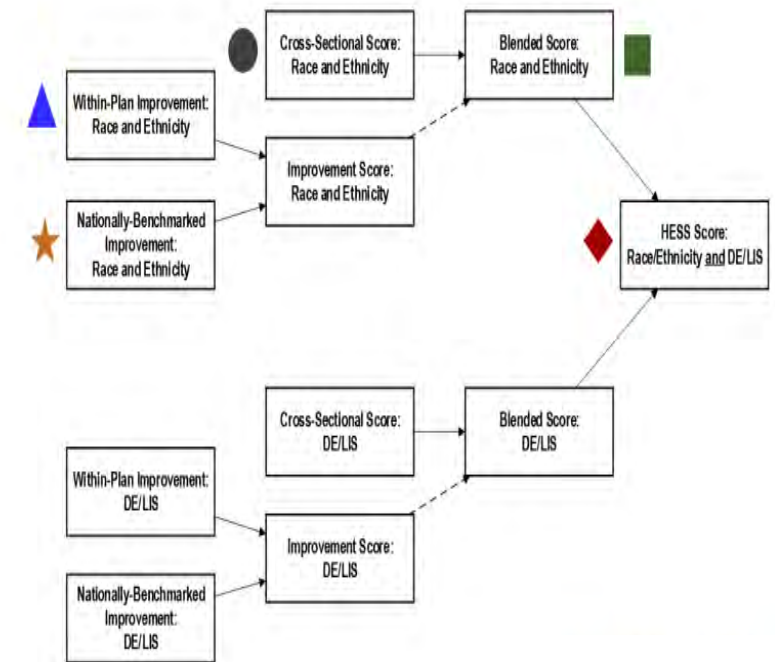 Cross-Sectional Score:
Race and Ethnicity
Blended Score:
Race and Ethnicity
Within-Plan Improvement:
Race and Ethnicity
Improvement Score:
Race and Ethnicity
Nationally-Benchmarked
Improvement:
Race and Ethnicity
HESS Score:
Race/Ethnicity and DE/LIS
Cross-Sectional Score:
DE/LIS
Blended Score:
DE/LIS
Within-Plan Improvement:
DE/LIS
Improvement Score:
DE/LIS
Nationally-Benchmarked
Improvement:
DE/LIS